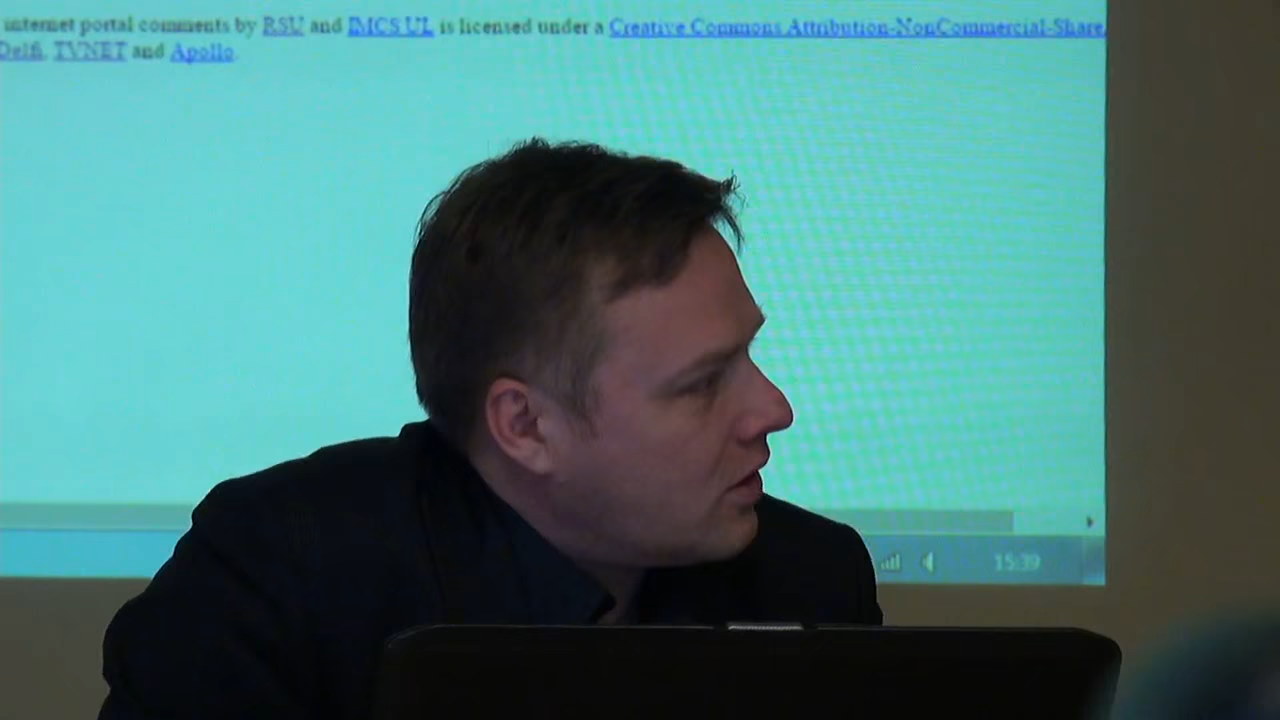 internet portal comments by RSU and IMCS UL is licensed under a Creative Commons Attribution-NonCommercial-Share
Delfi, TVNET and Apollo.
15:39